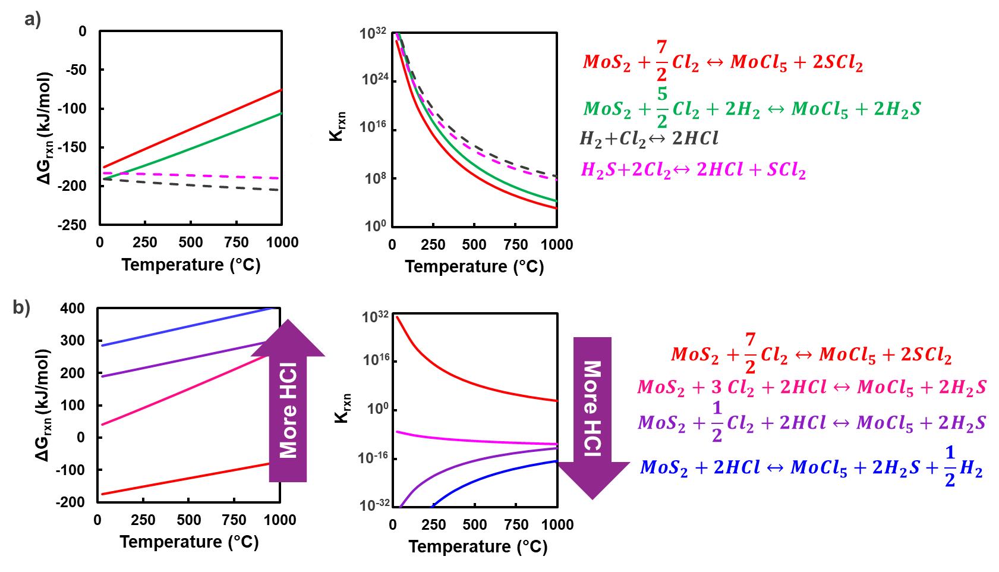 a)
0
-50
-100
-150
-200
-250
ΔGrxn (kJ/mol)
0 250 500 750 1000
Temperature (°C)
10^32
10^24
10^16
10^8
10^0
Krxn
0 250 500 750 1000
Temperature (°C)
MoS2 + 7/2 Cl2 ↔ MoCl5 + 2SCl2
MoS2 + 5/2 Cl2 + 2H2 ↔ MoCl5 + 2H2S
H2+Cl2↔ 2HCl
H2S+2Cl2↔ 2HCl + SCl2
b)
400
300
200
100
0
-100
-200
ΔGrxn (kJ/mol)
0 250 500 750 1000
Temperature (°C)
More HCl
10^32
10^16
10^0
10^-16
10^-32
Krxn
0 250 500 750 1000
Temperature (°C)
More HCl
MoS2 + 7/2 Cl2 ↔ MoCl5 + 2SCl2
MoS2 + 3 Cl2 + 2HCl ↔ MoCl5 + 2H2S
MoS2 + 1/2 Cl2 + 2HCl ↔ MoCl5 + 2H2S
MoS2 + 2HCl ↔ MoCl5 + 2H2S + 1/2 H2